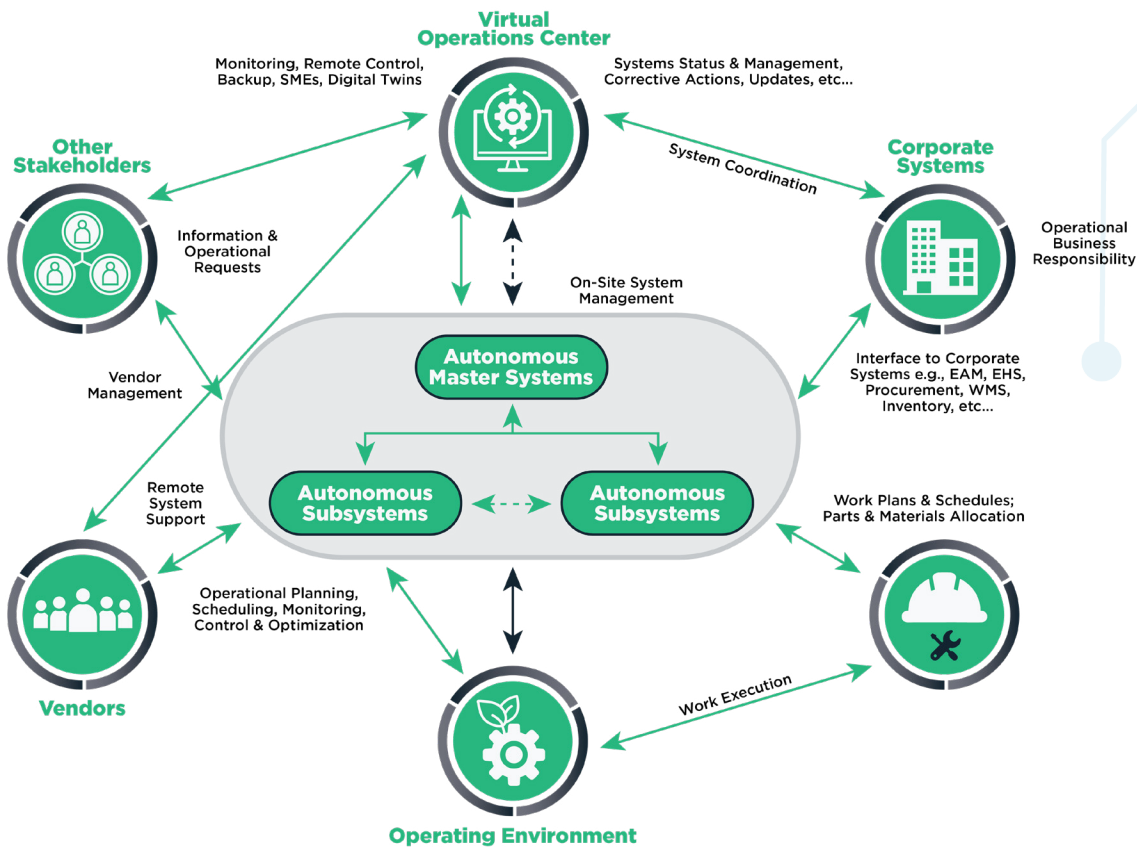 Virtual
Operations Center
Monitoring, Remote Control,
Backup, SMEs, Digital Twins
Systems Status & Management,
Corrective Actions, Updates, etc...
Other
Stakeholders
System Coordination
Corporate
Systems
Information &
Operational
Requests
Operational
Business
Responsibility
On-Site System
Management
Autonomous
Master Systems
Vendor
Management
Interface to Corporate
Systems e.g., EAM, EHS,
Procurement, WMS,
Inventory, etc...
Autonomous
Subsystems
Autonomous
Subsystems
Remote
System
Support
Work Plans & Schedules;
Parts & Materials Allocation
Operational Planning,
Scheduling, Monitoring,
Control & Optimization
Vendors
Work Execution
Operating Environment